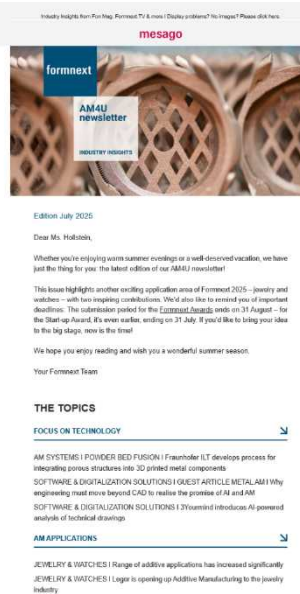 Industry Insights from Fon Mag, Formnext TV & more I Display problems? No images? Please click here.
mesago
formnext
AM4U
newsletter
INDUSTRY INSIGHTS
Edition July 2025
Dear Ms. Hollstein,
Whether you're enjoying warm summer evenings or a well-deserved vacation, we have
just the thing for you: the latest edition of our AM4U newsletter!
This issue highlights another exciting application area of Formnext 2025 – jewelry and
watches – with two inspiring contributions. We'd also like to remind you of important
deadlines: The submission period for the Formnext Awards ends on 31 August – for
the Start-up Award, it's even earlier, ending on 31 July. If you'd like to bring your idea
to the big stage, now is the time!
We hope you enjoy reading and wish you a wonderful summer season.
Your Formnext Team
THE TOPICS
FOCUS ON TECHNOLOGY
AM SYSTEMS I POWDER BED FUSION I Fraunhofer ILT develops process for
integrating porous structures into 3D printed metal components
SOFTWARE & DIGITALIZATION SOLUTIONS I GUEST ARTICLE METAL AM I Why
engineering must move beyond CAD to realise the promise of AI and AM
SOFTWARE & DIGITALIZATION SOLUTIONS I 3Yourmind introduces AI-powered
analysis of technical drawings
AM APPLICATIONS
JEWELRY & WATCHES I Range of additive applications has increased significantly
JEWELRY & WATCHES I Legor is opening up Additive Manufacturing to the jewelry
industry